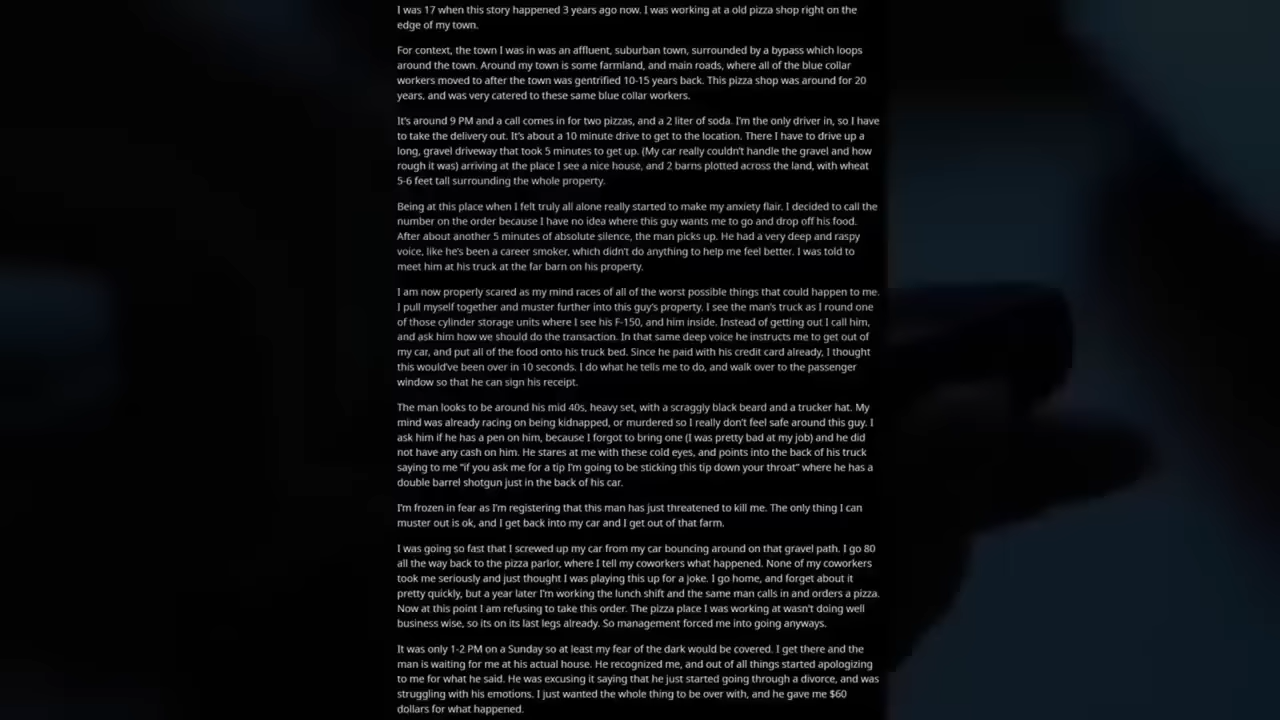 I was 17 when this story happened 3 years ago now. I was working at a old pizza shop right on the
edge of my town.
For context, the town I was in was an affluent, suburban town, surrounded by a bypass which loops
around the town. Around my town is some farmland, and main roads, where all of the blue collar
workers moved to after the town was gentrified 10-15 years back. This pizza shop was around for 20
years, and was very catered to these same blue collar workers.
It's around 9 PM and a call comes in for two pizzas, and a 2 liter of soda. I'm the only driver in, so I have
to take the delivery out. It's about a 10 minute drive to get to the location. There I have to drive up a
long, gravel driveway that took 5 minutes to get up. (My car really couldn't handle the gravel and how
rough it was) arriving at the place I see a nice house, and 2 barns plotted across the land, with wheat
5-6 feet tall surrounding the whole property.
Being at this place when I felt truly all alone really started to make my anxiety flair. I decided to call the
number on the order because I have no idea where this guy wants me to go and drop off his food.
After about another 5 minutes of absolute silence, the man picks up. He had a very deep and raspy
voice, like he's been a career smoker, which didn't do anything to help me feel better. I was told to
meet him at his truck at the far barn on his property.
I am now properly scared as my mind races of all of the worst possible things that could happen to me.
I pull myself together and muster further into this guy's property. I see the man's truck as I round one
of those cylinder storage units where I see his F-150, and him inside. Instead of getting out I call him,
and ask him how we should do the transaction. In that same deep voice he instructs me to get out of
my car, and put all of the food onto his truck bed. Since he paid with his credit card already, I thought
this would've been over in 10 seconds. I do what he tells me to do, and walk over to the passenger
window so that he can sign his receipt.
The man looks to be around his mid 40s, heavy set, with a scraggly black beard and a trucker hat. My
mind was already racing on being kidnapped, or murdered so I really don't feel safe around this guy. I
ask him if he has a pen on him, because I forgot to bring one (I was pretty bad at my job) and he did
not have any cash on him. He stares at me with these cold eyes, and points into the back of his truck
saying to me "if you ask me for a tip I'm going to be sticking this tip down your throat" where he has a
double barrel shotgun just in the back of his car.
I'm frozen in fear as I'm registering that this man has just threatened to kill me. The only thing I can
muster out is ok, and I get back into my car and I get out of that farm.
I was going so fast that I screwed up my car from my car bouncing around on that gravel path. I go 80
all the way back to the pizza parlor, where I tell my coworkers what happened. None of my coworkers
took me seriously and just thought I was playing this up for a joke. I go home, and forget about it
pretty quickly, but a year later I'm working the lunch shift and the same man calls in and orders a pizza.
Now at this point I am refusing to take this order. The pizza place I was working at wasn't doing well
business wise, so its on its last legs already. So management forced me into going anyways.
It was only 1-2 PM on a Sunday so at least my fear of the dark would be covered. I get there and the
man is waiting for me at his actual house. He recognized me, and out of all things started apologizing
to me for what he said. He was excusing it saying that he just started going through a divorce, and was
struggling with his emotions. I just wanted the whole thing to be over with, and he gave me $60
dollars for what happened.